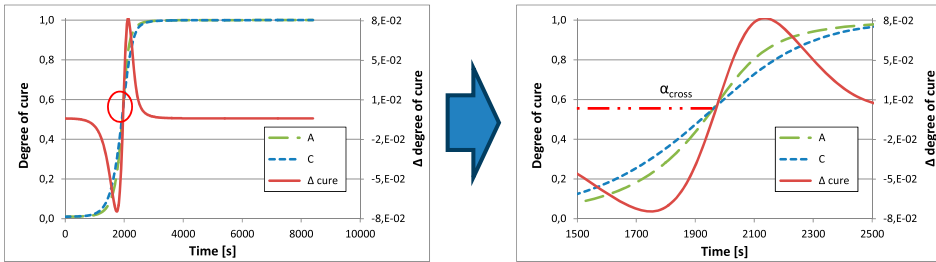 1,0
0,8
0,6
0,4
0,2
0,0
Degree of cure
8,E-02
5,E-02
1,E-02
-2,E-02
-5,E-02
-8,E-02
Δ degree of cure
A
C
Δ cure
0
2000
4000
6000
8000
10000
Time [s]
1,0
0,8
0,6
0,4
0,2
0,0
Degree of cure
αcross
8,E-02
5,E-02
1,E-02
-2,E-02
-5,E-02
-8,E-02
Δ degree of cure
A
C
Δ cure
1500
1700
1900
2100
2300
2500
Time [s]